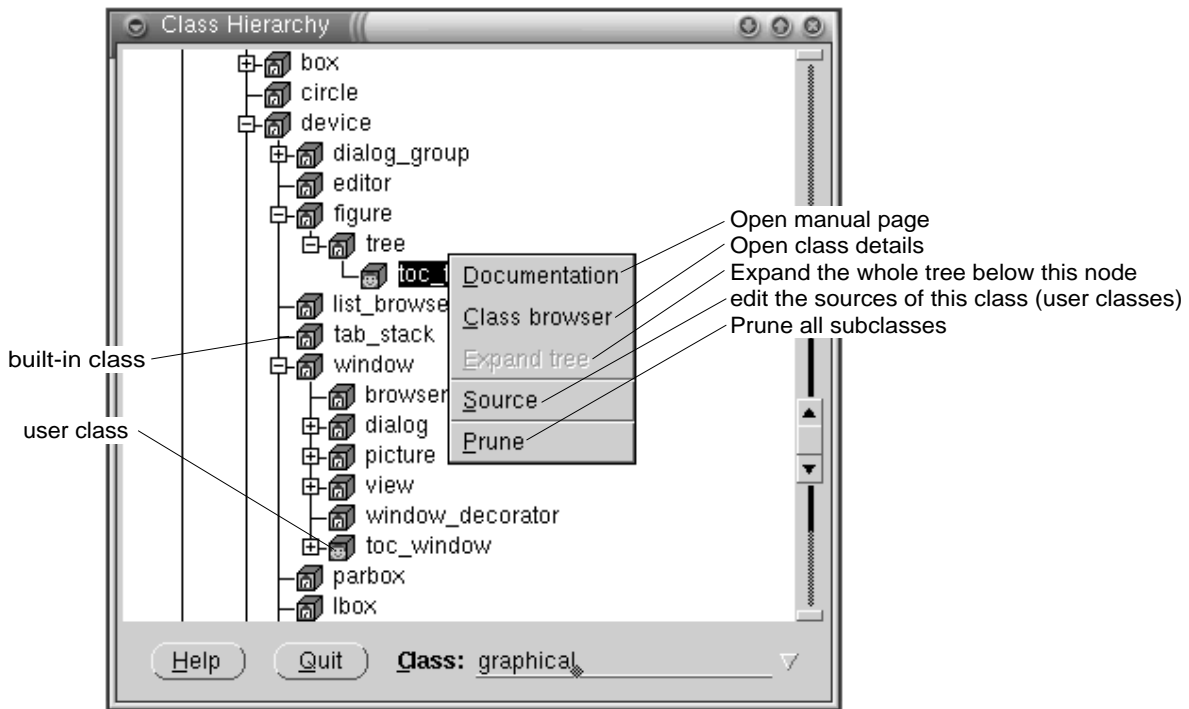 Class Hierarchy
box
circle
device
dialog_group
editor
figure
tree
toc_
list_browse
tab_stack
window
browser
dialog
picture
view
window_decorator
toc_window
parbox
lbox
Documentation
Class browser
Expand tree
Source
Prune
Open manual page
Open class details
Expand the whole tree below this node
edit the sources of this class (user classes)
Prune all subclasses
built-in class
user class
Help Quit Class: graphical